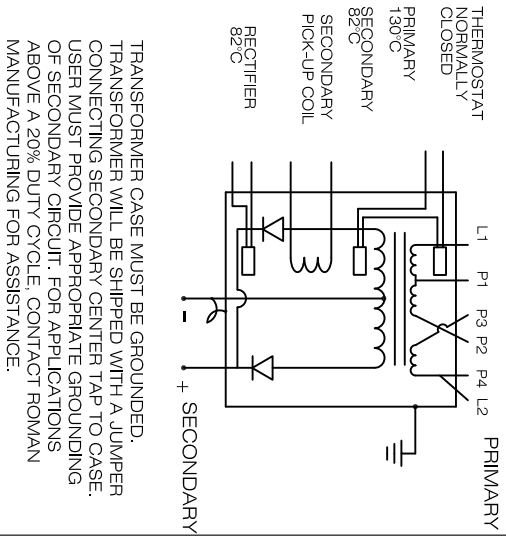 THERMOSTAT
NORMALLY
CLOSED
PRIMARY
130°C
SECONDARY
82°C
SECONDARY
PICK-UP COIL
RECTIFIER
82°C
L1
P1
P3
P2
P4
L2
PRIMARY
-
+ SECONDARY
TRANSFORMER CASE MUST BE GROUNDED.
TRANSFORMER WILL BE SHIPPED WITH A JUMPER
CONNECTING SECONDARY CENTER TAP TO CASE.
USER MUST PROVIDE APPROPRIATE GROUNDING
OF SECONDARY CIRCUIT. FOR APPLICATIONS
ABOVE A 20% DUTY CYCLE, CONTACT ROMAN
MANUFACTURING FOR ASSISTANCE.